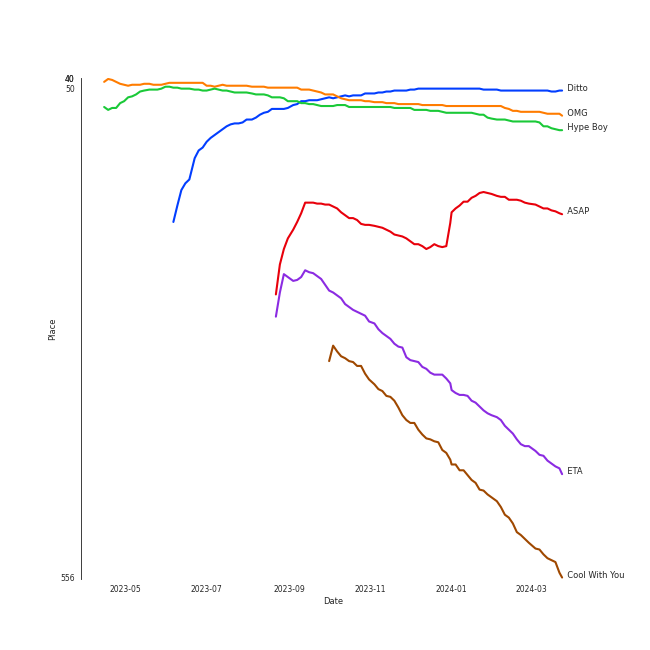 40
50
Ditto
OMG
Hype Boy
ASAP
Place
ETA
556
Cool With You
2023-05
2023-07
2023-09
2023-11
2024-01
2024-03
Date